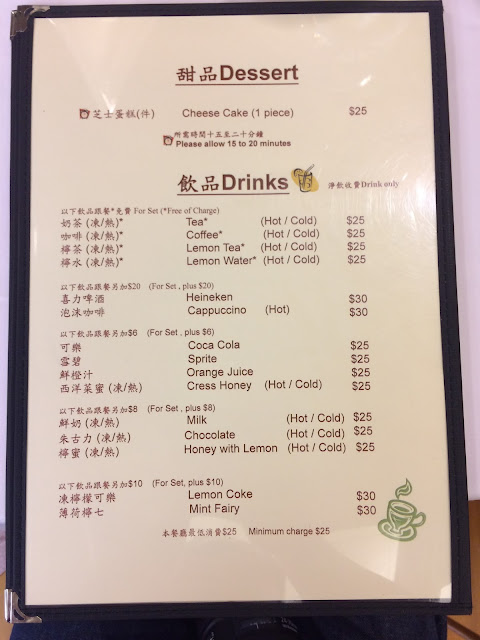 甜品Dessert
芝士蛋糕(件) Cheese Cake (1 piece) $25
所需時間十五至二十分鐘
Please allow 15 to 20 minutes
飲品Drinks 淨飲收費Drink only
以下飲品跟餐*免費 For Set (*Free of Charge)
奶茶 (凍/熱)* Tea* (Hot / Cold) $25
咖啡 (凍/熱)* Coffee* (Hot / Cold) $25
檸茶 (凍/熱)* Lemon Tea* (Hot / Cold) $25
檸水 (凍/熱)* Lemon Water* (Hot / Cold) $25
以下飲品跟餐另加$20 (For Set , plus $20)
喜力啤酒 Heineken $30
泡沫咖啡 Cappuccino (Hot) $30
以下飲品跟餐另加$6 (For Set , plus $6)
可樂 Coca Cola $25
雪碧 Sprite $25
鮮橙汁 Orange Juice $25
西洋菜蜜 (凍/熱) Cress Honey (Hot / Cold) $25
以下飲品跟餐另加$8 (For Set , plus $8)
鮮奶 (凍/熱) Milk (Hot / Cold) $25
朱古力 (凍/熱) Chocolate (Hot / Cold) $25
檸蜜 (凍/熱) Honey with Lemon (Hot / Cold) $25
以下飲品跟餐另加$10 (For Set, plus $10)
凍檸檬可樂 Lemon Coke $30
薄荷檸七 Mint Fairy $30
本餐廳最低消費$25 Minimum charge $25